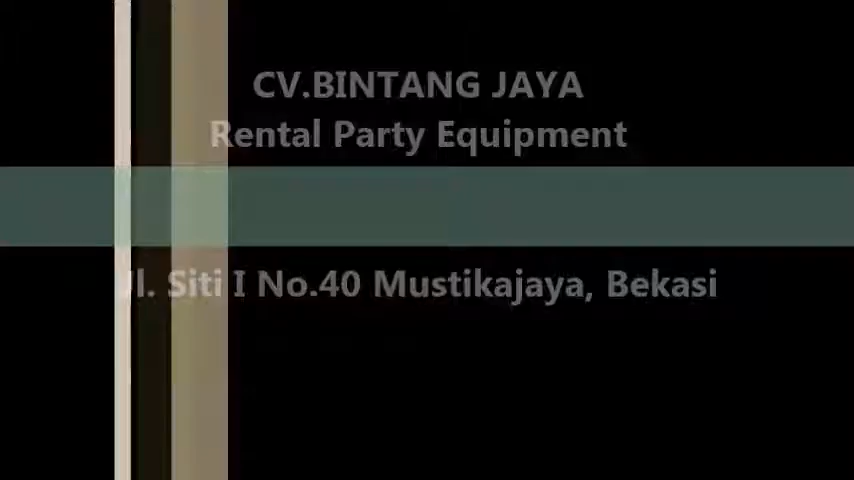 CV.BINTANG JAYA
Rental Party Equipment
Jl. Siti I No.40 Mustikajaya, Bekasi